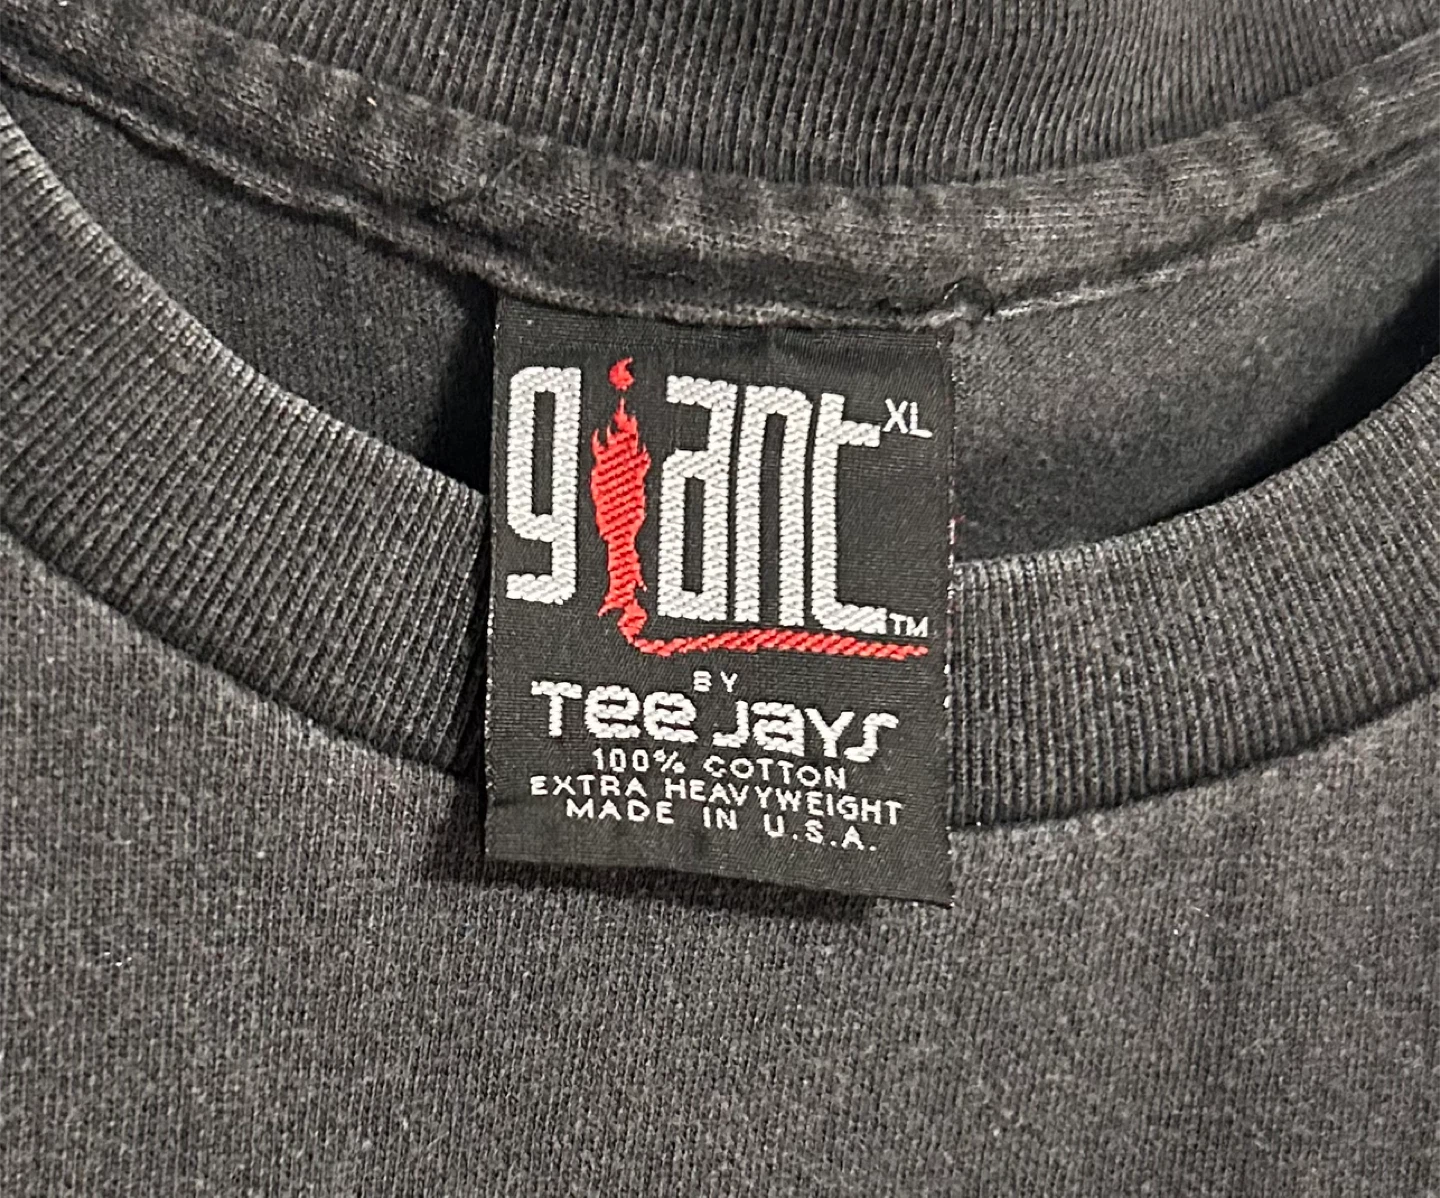 giant XL
TM
BY
Tee Jays
100% COTTON
EXTRA HEAVYWEIGHT
MADE IN U.S.A.